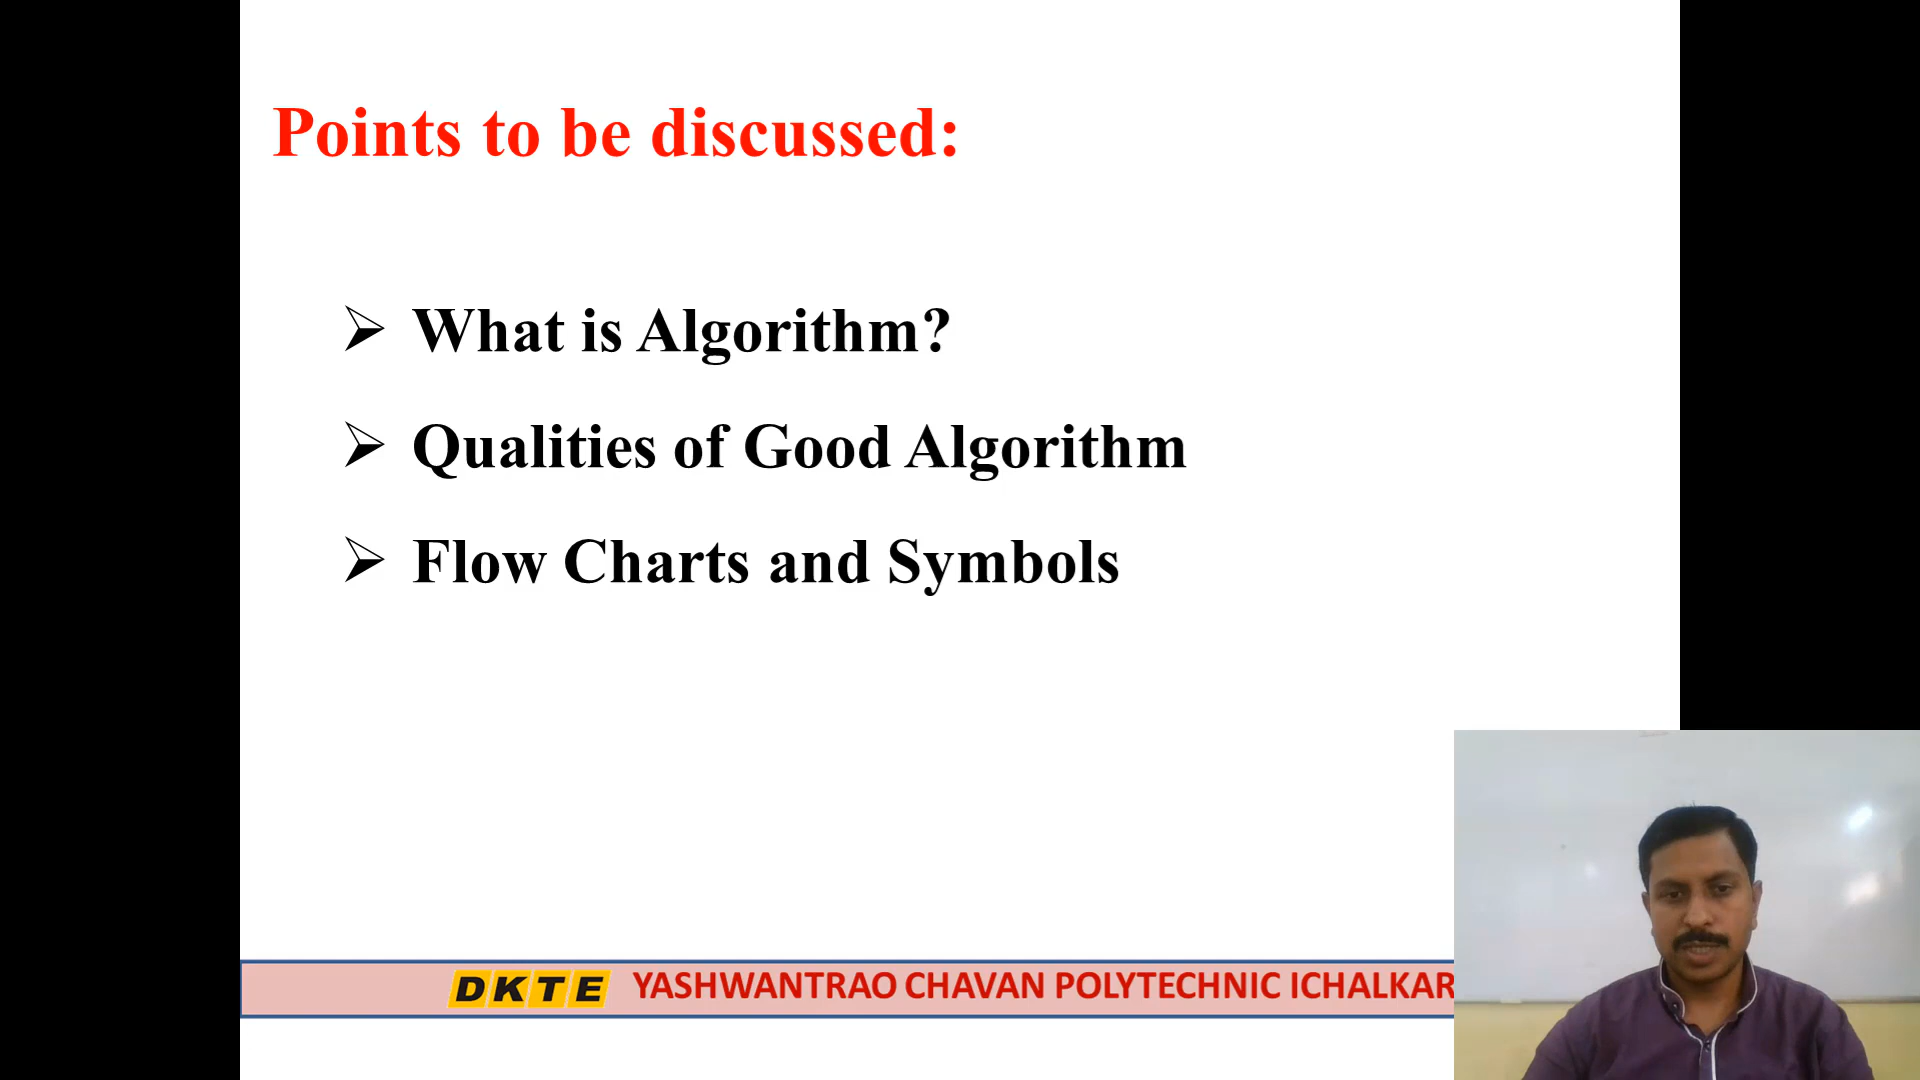 Points to be discussed:
What is Algorithm?
Qualities of Good Algorithm
Flow Charts and Symbols
DKTE YASHWANTRAO CHAVAN POLYTECHNIC ICHALKAR